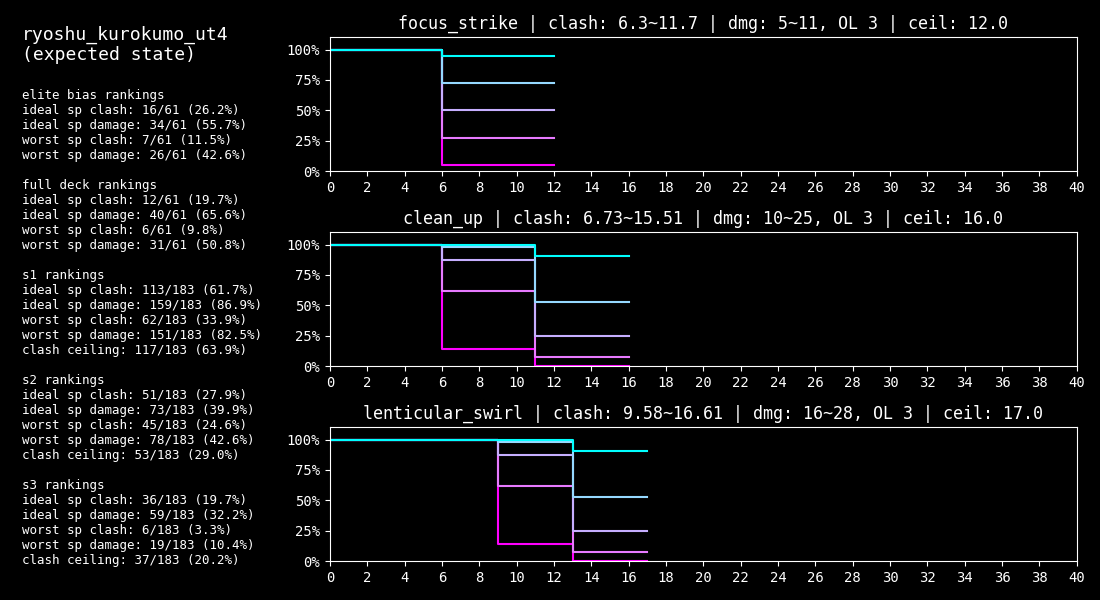 ryoshu_kurokumo_ut4
(expected state)
elite bias rankings
ideal sp clash: 16/61 (26.2%)
ideal sp damage: 34/61 (55.7%)
worst sp clash: 7/61 (11.5%)
worst sp damage: 26/61 (42.6%)
full deck rankings
ideal sp clash: 12/61 (19.7%)
ideal sp damage: 40/61 (65.6%)
worst sp clash: 6/61 (9.8%)
worst sp damage: 31/61 (50.8%)
s1 rankings
ideal sp clash: 113/183 (61.7%)
ideal sp damage: 159/183 (86.9%)
worst sp clash: 62/183 (33.9%)
worst sp damage: 151/183 (82.5%)
clash ceiling: 117/183 (63.9%)
s2 rankings
ideal sp clash: 51/183 (27.9%)
ideal sp damage: 73/183 (39.9%)
worst sp clash: 45/183 (24.6%)
worst sp damage: 78/183 (42.6%)
clash ceiling: 53/183 (29.0%)
s3 rankings
ideal sp clash: 36/183 (19.7%)
ideal sp damage: 59/183 (32.2%)
worst sp clash: 6/183 (3.3%)
worst sp damage: 19/183 (10.4%)
clash ceiling: 37/183 (20.2%)
focus_strike | clash: 6.3~11.7 | dmg: 5~11, OL 3 | ceil: 12.0
100%
75%
50%
25%
0%
0 2 4 6 8 10 12 14 16 18 20 22 24 26 28 30 32 34 36 38 40
clean_up | clash: 6.73~15.51 | dmg: 10~25, OL 3 | ceil: 16.0
100%
75%
50%
25%
0%
0 2 4 6 8 10 12 14 16 18 20 22 24 26 28 30 32 34 36 38 40
lenticular_swirl | clash: 9.58~16.61 | dmg: 16~28, OL 3 | ceil: 17.0
100%
75%
50%
25%
0%
0 2 4 6 8 10 12 14 16 18 20 22 24 26 28 30 32 34 36 38 40